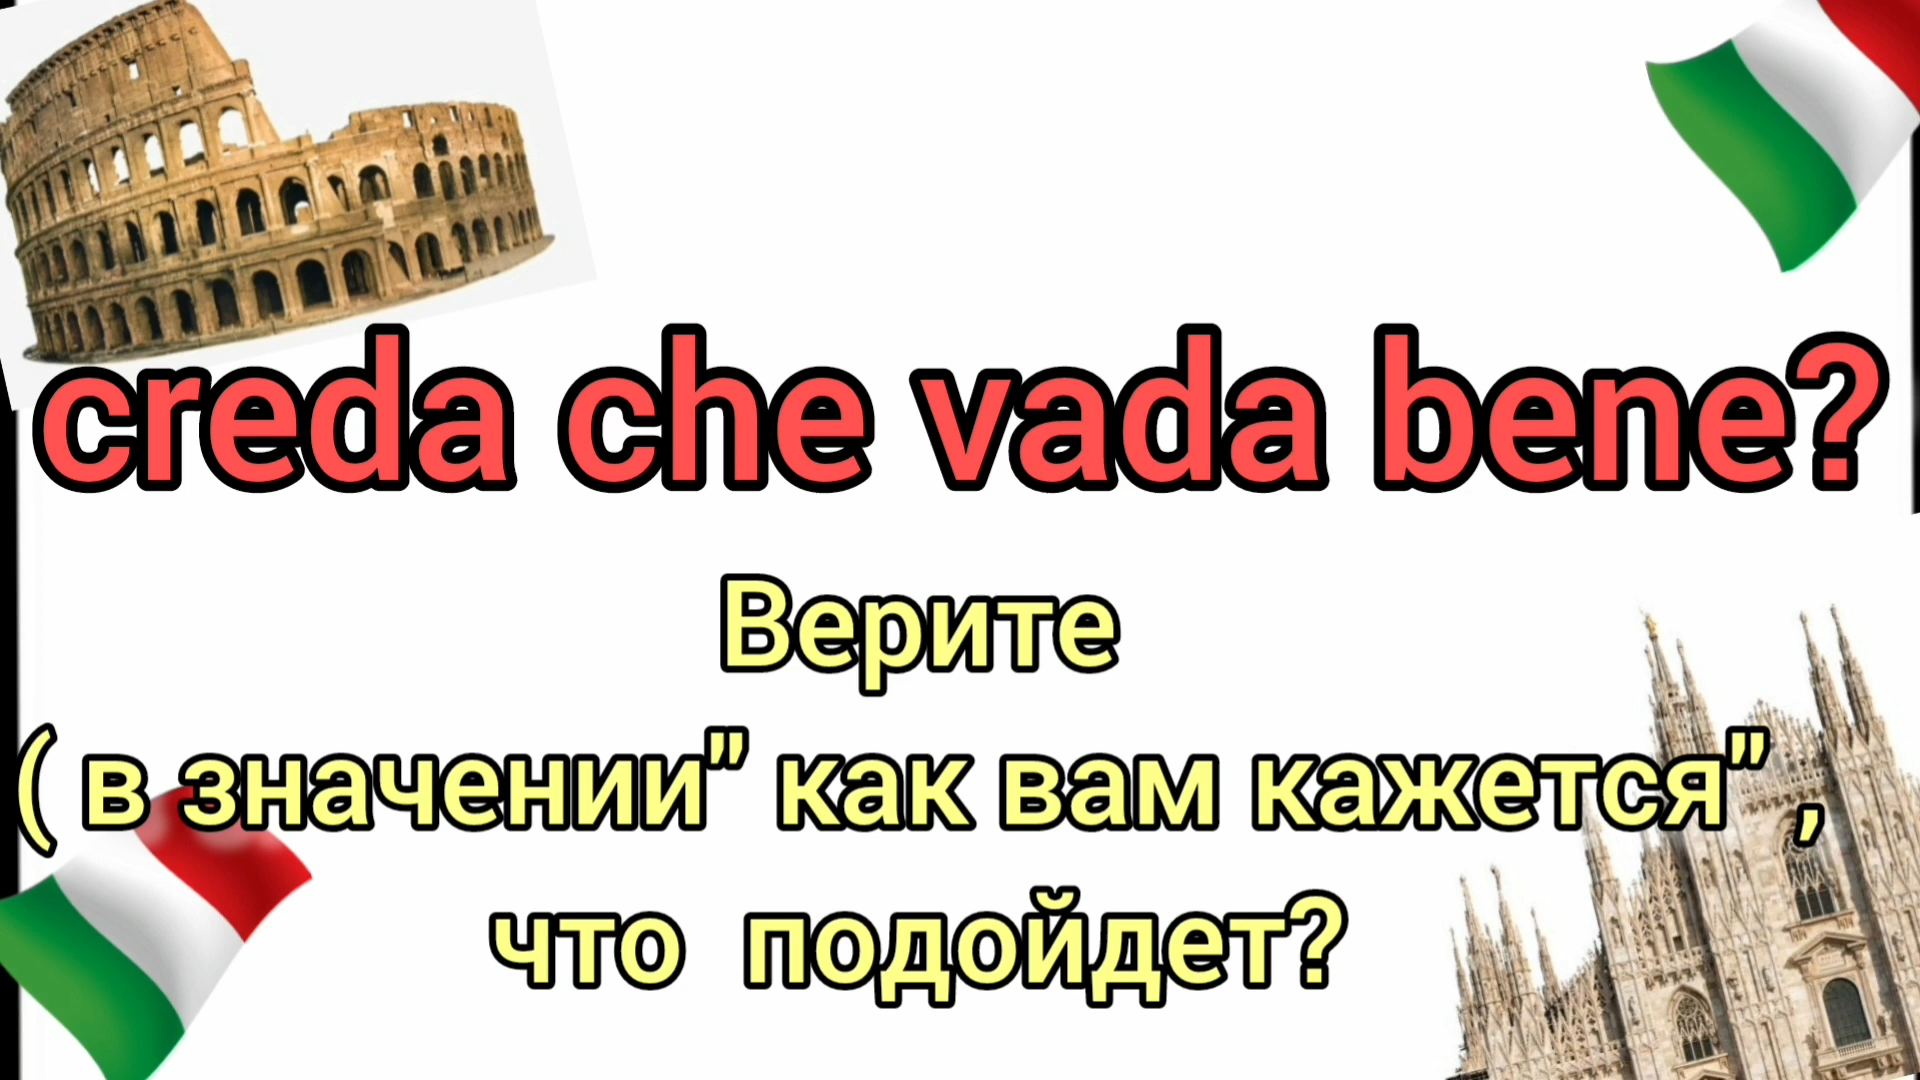 creda che vada bene?
Верите
( в значении" как вам кажется" ,
что подойдет?